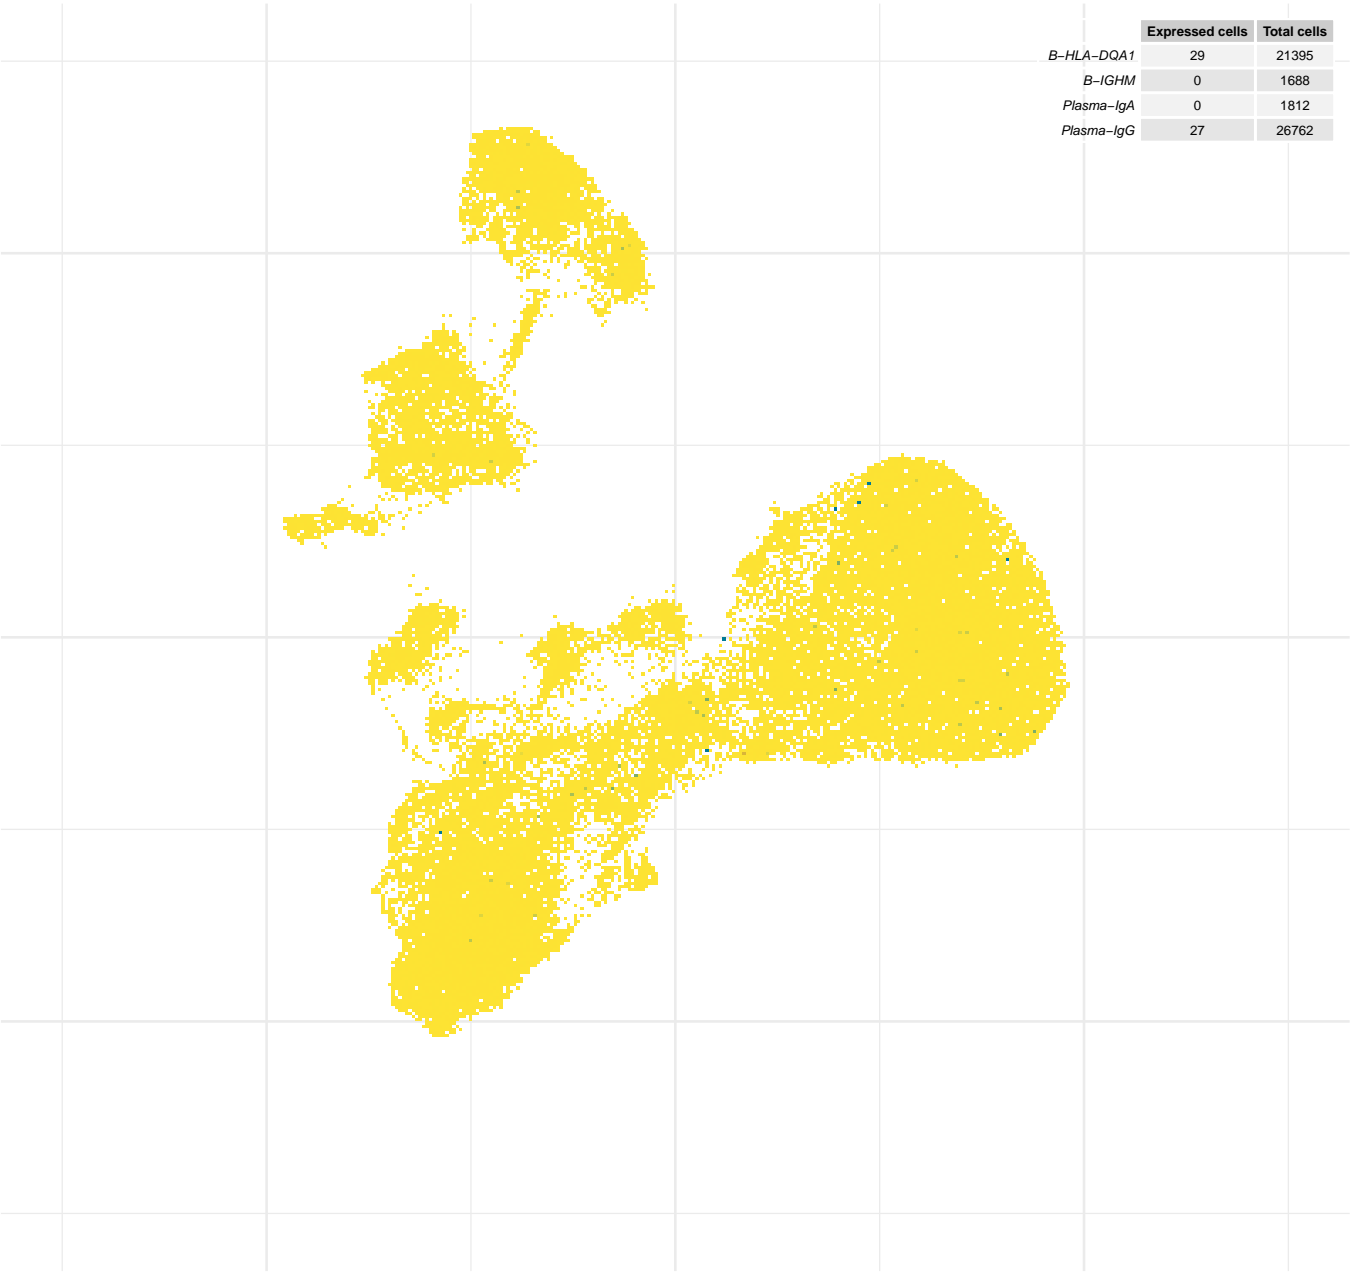 Expressed cells Total cells
B−HLA−DQA1 29 21395
B−IGHM 0 1688
Plasma−IgA 0 1812
Plasma−IgG 27 26762